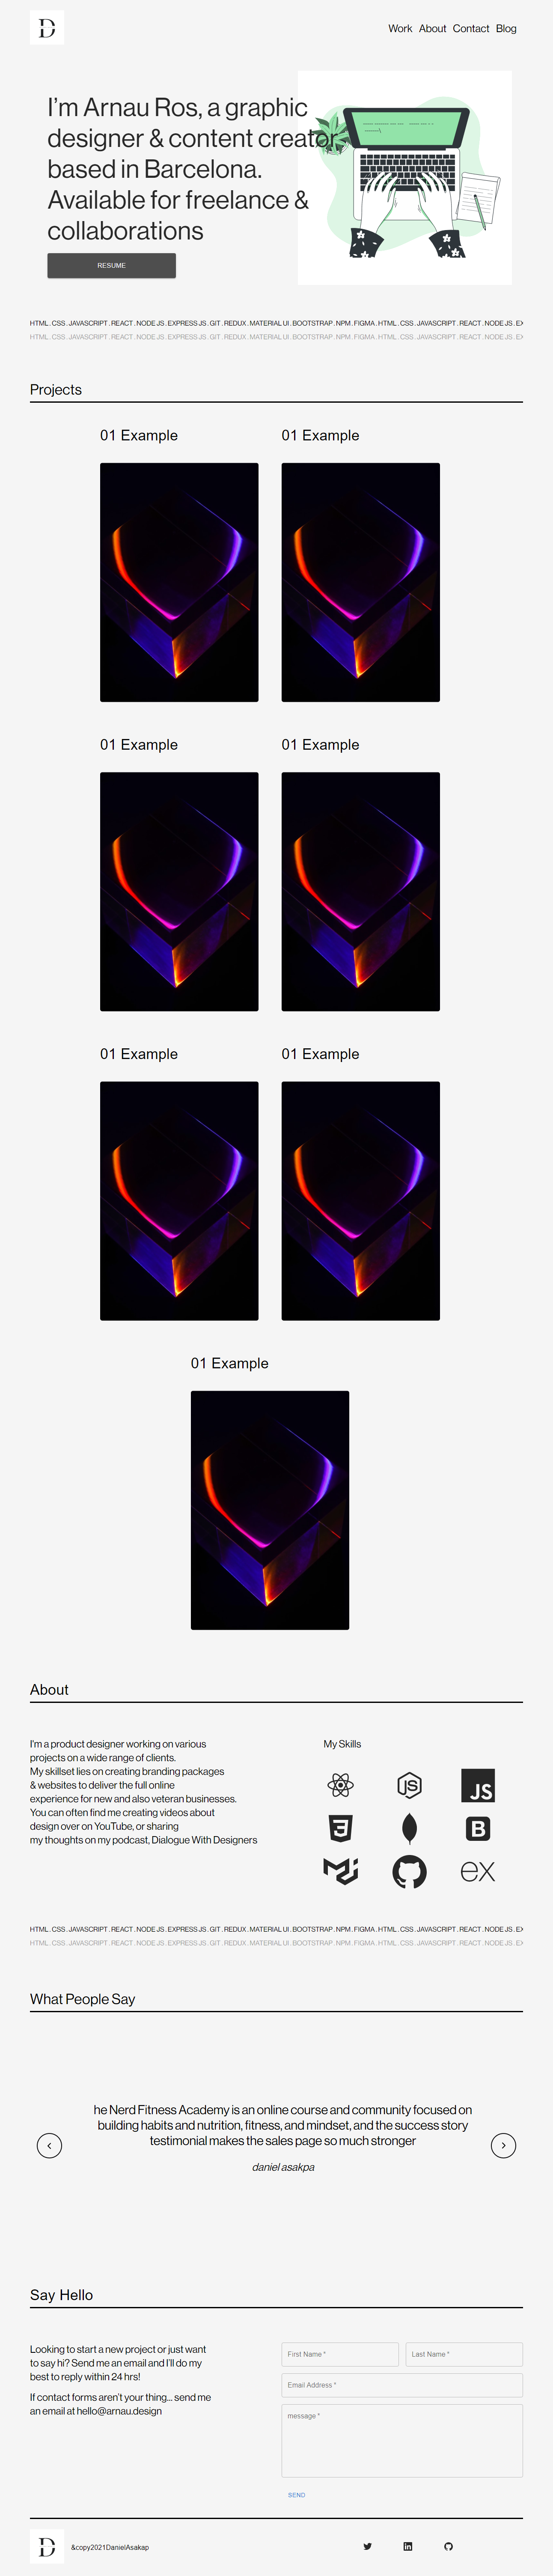 D
Work About Contact Blog
I'm Arnau Ros, a graphic
designer & content creator
based in Barcelona.
Available for freelance &
collaborations
RESUME
HTML . CSS . JAVASCRIPT . REACT . NODE JS . EXPRESS JS . GIT . REDUX . MATERIAL UI . BOOTSTRAP . NPM . FIGMA . HTML . CSS . JAVASCRIPT . REACT . NODE JS . EX
HTML . CSS . JAVASCRIPT . REACT . NODE JS . EXPRESS JS . GIT . REDUX . MATERIAL UI . BOOTSTRAP . NPM . FIGMA . HTML . CSS . JAVASCRIPT . REACT . NODE JS . EX
Projects
01 Example 01 Example
01 Example 01 Example
01 Example 01 Example
01 Example
About
I'm a product designer working on various
projects on a wide range of clients.
My skillset lies on creating branding packages
& websites to deliver the full online
experience for new and also veteran businesses.
You can often find me creating videos about
design over on YouTube, or sharing
my thoughts on my podcast, Dialogue With Designers
My Skills
JS JS
3 B
ex
HTML . CSS . JAVASCRIPT . REACT . NODE JS . EXPRESS JS . GIT . REDUX . MATERIAL UI . BOOTSTRAP . NPM . FIGMA . HTML . CSS . JAVASCRIPT . REACT . NODE JS . EX
HTML . CSS . JAVASCRIPT . REACT . NODE JS . EXPRESS JS . GIT . REDUX . MATERIAL UI . BOOTSTRAP . NPM . FIGMA . HTML . CSS . JAVASCRIPT . REACT . NODE JS . EX
What People Say
he Nerd Fitness Academy is an online course and community focused on
building habits and nutrition, fitness, and mindset, and the success story
testimonial makes the sales page so much stronger
daniel asakpa
Say Hello
Looking to start a new project or just want
to say hi? Send me an email and I'll do my
best to reply within 24 hrs!
If contact forms aren't your thing... send me
an email at hello@arnau.design
First Name * Last Name *
Email Address *
message *
SEND
D &copy2021DanielAsakap in